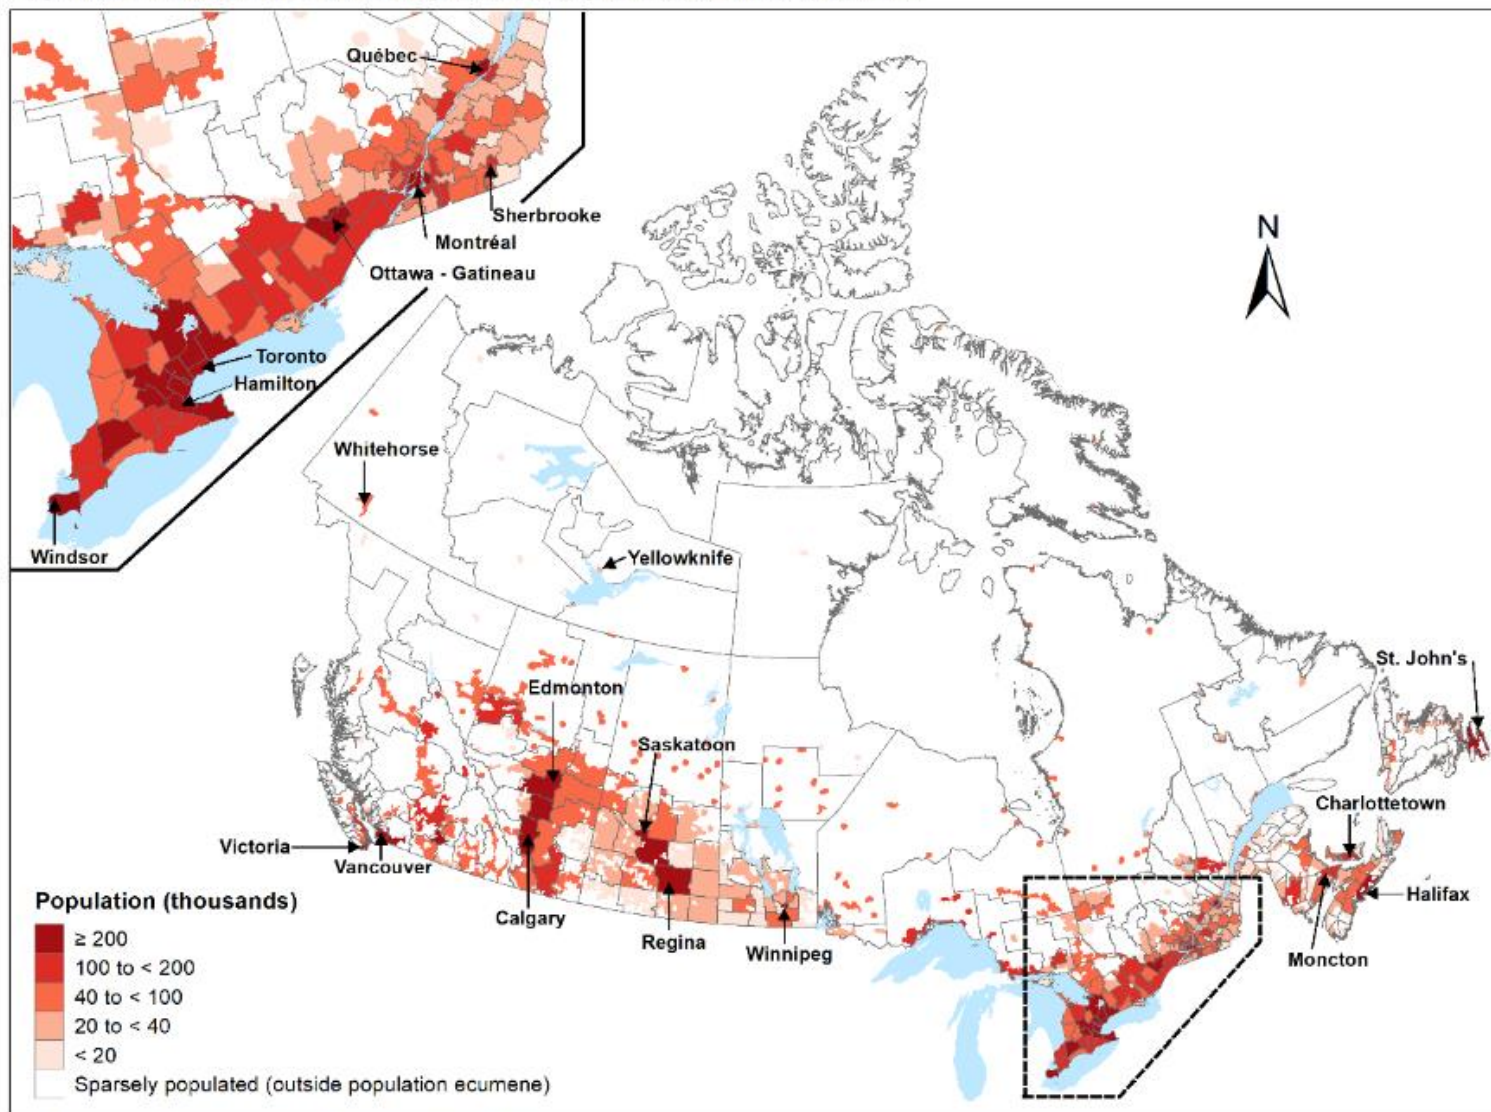 Québec
Sherbrooke
Montréal
Ottawa - Gatineau
Toronto
Hamilton
Windsor
N
Whitehorse
Yellowknife
St. John's
Edmonton
Saskatoon
Charlottetown
Victoria
Vancouver
Halifax
Calgary
Regina
Winnipeg
Moncton
Population (thousands)
≥ 200
100 to < 200
40 to < 100
20 to < 40
< 20
Sparsely populated (outside population ecumene)